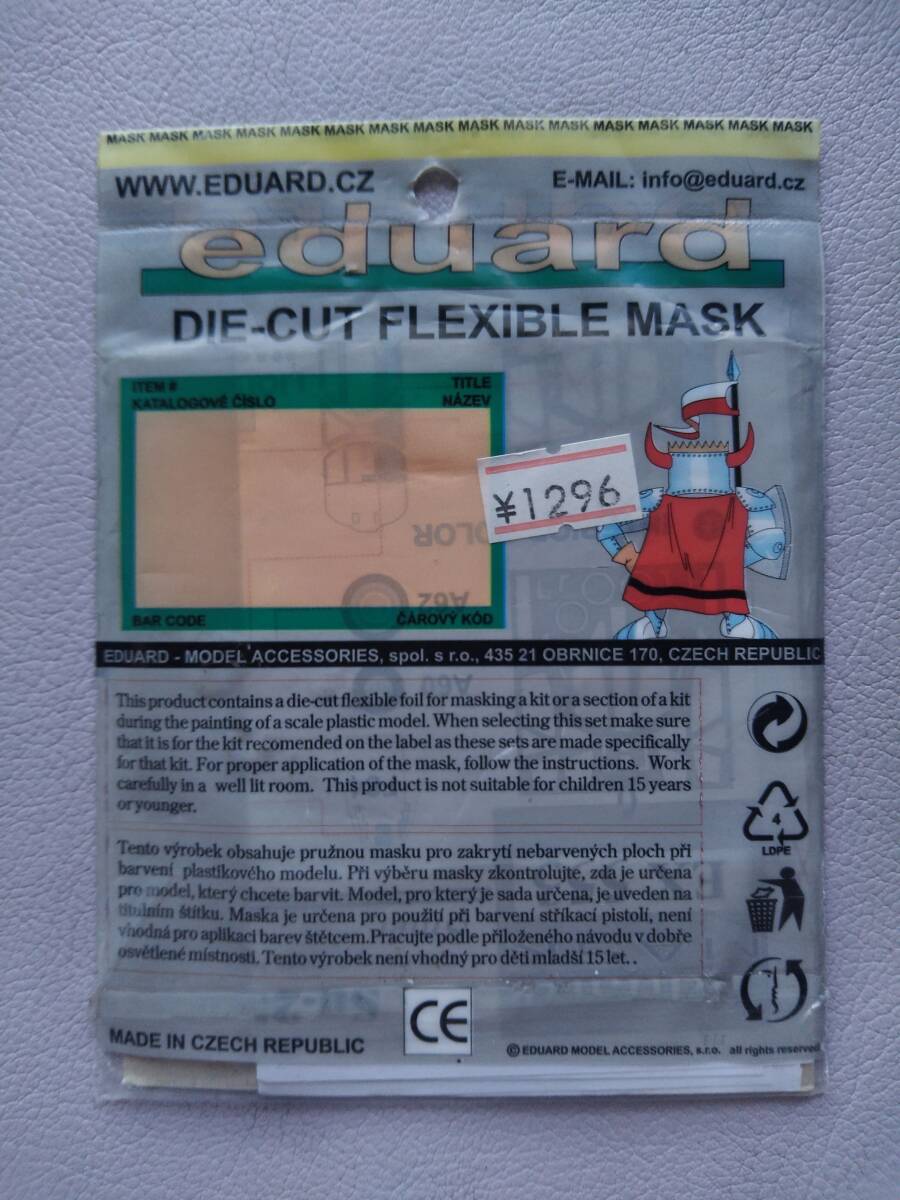 MASK MASK MASK MASK MASK MASK MASK MASK MASK MASK MASK MASK MASK MASK MASK MASK
WWW.EDUARD.CZ
E-MAIL: info@eduard.cz
eduard
DIE-CUT FLEXIBLE MASK
ITEM # TITLE
KATALOGOVÉ ČÍSLO NÁZEV
¥1296
BAR CODE ČÁROVÝ KÓD
EDUARD - MODEL ACCESSORIES, spol. s r.o., 435 21 OBRNICE 170, CZECH REPUBLIC
This product contains a die-cut flexible foil for masking a kit or a section of a kit
during the painting of a scale plastic model. When selecting this set make sure
that it is for the kit recomended on the label as these sets are made specifically
for that kit. For proper application of the mask, follow the instructions. Work
carefully in a well lit room. This product is not suitable for children 15 years
or younger.
4
LDPE
Tento výrobek obsahuje pružnou masku pro zakrytí nebarvených ploch při
barvení plastikového modelu. Při výběru masky zkontrolujte, zda je určena
pro model, který chcete barvit. Model, pro který je sada určena, je uveden na
titulním štítku. Maska je určena pro použití při barvení stříkací pistolí, není
vhodná pro aplikaci barev štětcem. Pracujte podle přiloženého návodu v dobře
osvětlené místnosti. Tento výrobek není vhodný pro děti mladší 15 let..
MADE IN CZECH REPUBLIC
CE
© EDUARD MODEL ACCESSORIES, s.r.o. all rights reserved